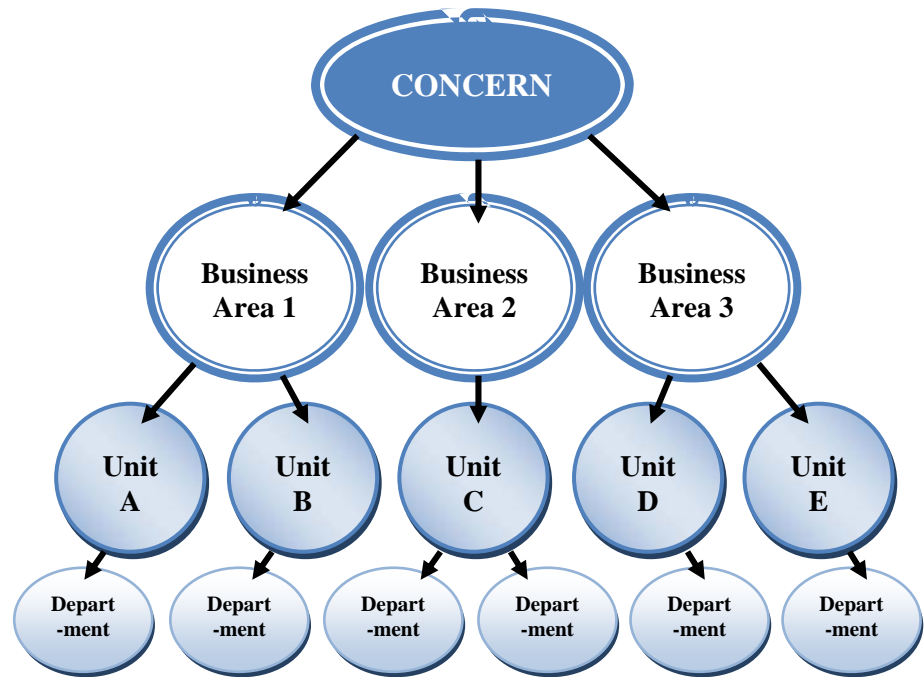 CONCERN
Business
Area 1
Business
Area 2
Business
Area 3
Unit
A
Unit
B
Unit
C
Unit
D
Unit
E
Depart
-ment
Depart
-ment
Depart
-ment
Depart
-ment
Depart
-ment
Depart
-ment